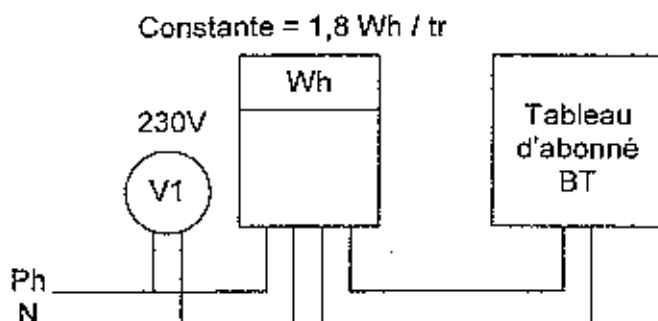 Constante = 1,8 Wh / tr
Wh
230V
V1
Tableau
d'abonné
BT
Ph
N